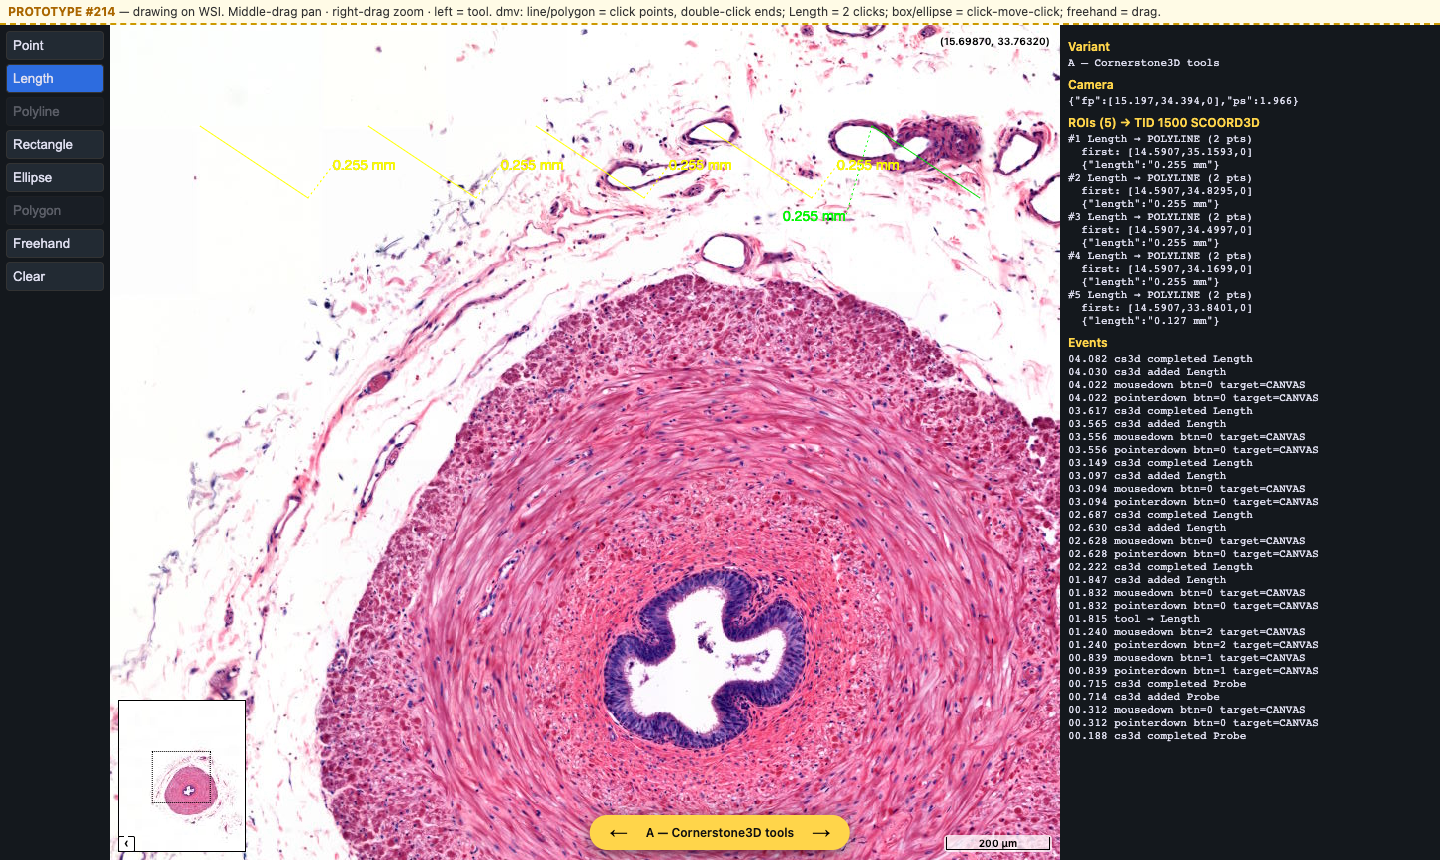 PROTOTYPE #214 — drawing on WSI. Middle-drag pan · right-drag zoom · left = tool. dmv: line/polygon = click points, double-click ends; Length = 2 clicks; box/ellipse = click-move-click; freehand = drag.
Point
Length
Polyline
Rectangle
Ellipse
Polygon
Freehand
Clear
(15.69870, 33.76320)
0.255 mm
0.255 mm
0.255 mm
0.255 mm
0.255 mm
← A — Cornerstone3D tools →
200 µm
Variant
A — Cornerstone3D tools
Camera
{"fp":[15.197,34.394,0],"ps":1.966}
ROIs (5) → TID 1500 SCOORD3D
#1 Length → POLYLINE (2 pts)
first: [14.5907,35.1593,0]
{"length":"0.255 mm"}
#2 Length → POLYLINE (2 pts)
first: [14.5907,34.8295,0]
{"length":"0.255 mm"}
#3 Length → POLYLINE (2 pts)
first: [14.5907,34.4997,0]
{"length":"0.255 mm"}
#4 Length → POLYLINE (2 pts)
first: [14.5907,34.1699,0]
{"length":"0.255 mm"}
#5 Length → POLYLINE (2 pts)
first: [14.5907,33.8401,0]
{"length":"0.127 mm"}
Events
04.082 cs3d completed Length
04.030 cs3d added Length
04.022 mousedown btn=0 target=CANVAS
04.022 pointerdown btn=0 target=CANVAS
03.617 cs3d completed Length
03.565 cs3d added Length
03.556 mousedown btn=0 target=CANVAS
03.556 pointerdown btn=0 target=CANVAS
03.149 cs3d completed Length
03.097 cs3d added Length
03.094 mousedown btn=0 target=CANVAS
03.094 pointerdown btn=0 target=CANVAS
02.687 cs3d completed Length
02.630 cs3d added Length
02.628 mousedown btn=0 target=CANVAS
02.628 pointerdown btn=0 target=CANVAS
02.222 cs3d completed Length
01.847 cs3d added Length
01.832 mousedown btn=0 target=CANVAS
01.832 pointerdown btn=0 target=CANVAS
01.815 tool → Length
01.240 mousedown btn=2 target=CANVAS
01.240 pointerdown btn=2 target=CANVAS
00.839 mousedown btn=1 target=CANVAS
00.839 pointerdown btn=1 target=CANVAS
00.715 cs3d completed Probe
00.714 cs3d added Probe
00.312 mousedown btn=0 target=CANVAS
00.312 pointerdown btn=0 target=CANVAS
00.188 cs3d completed Probe